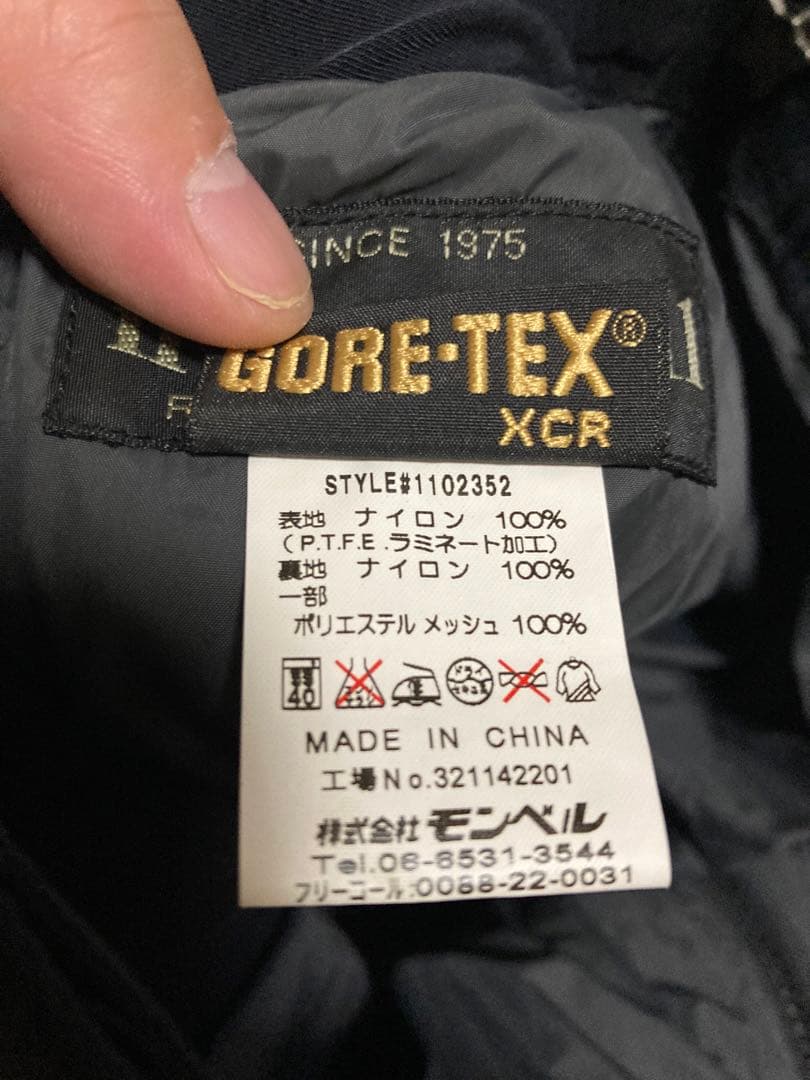 SINCE 1975
GORE-TEX®
XCR
STYLE#1102352
表地 ナイロン 100%
(P.T.F.E.ラミネート加工)
裏地 ナイロン 100%
一部
ポリエステルメッシュ 100%
40 ドライ
MADE IN CHINA
工場No.321142201
株式会社 モンベル
Tel.06-6531-3544
フリーコール:0088-22-0031